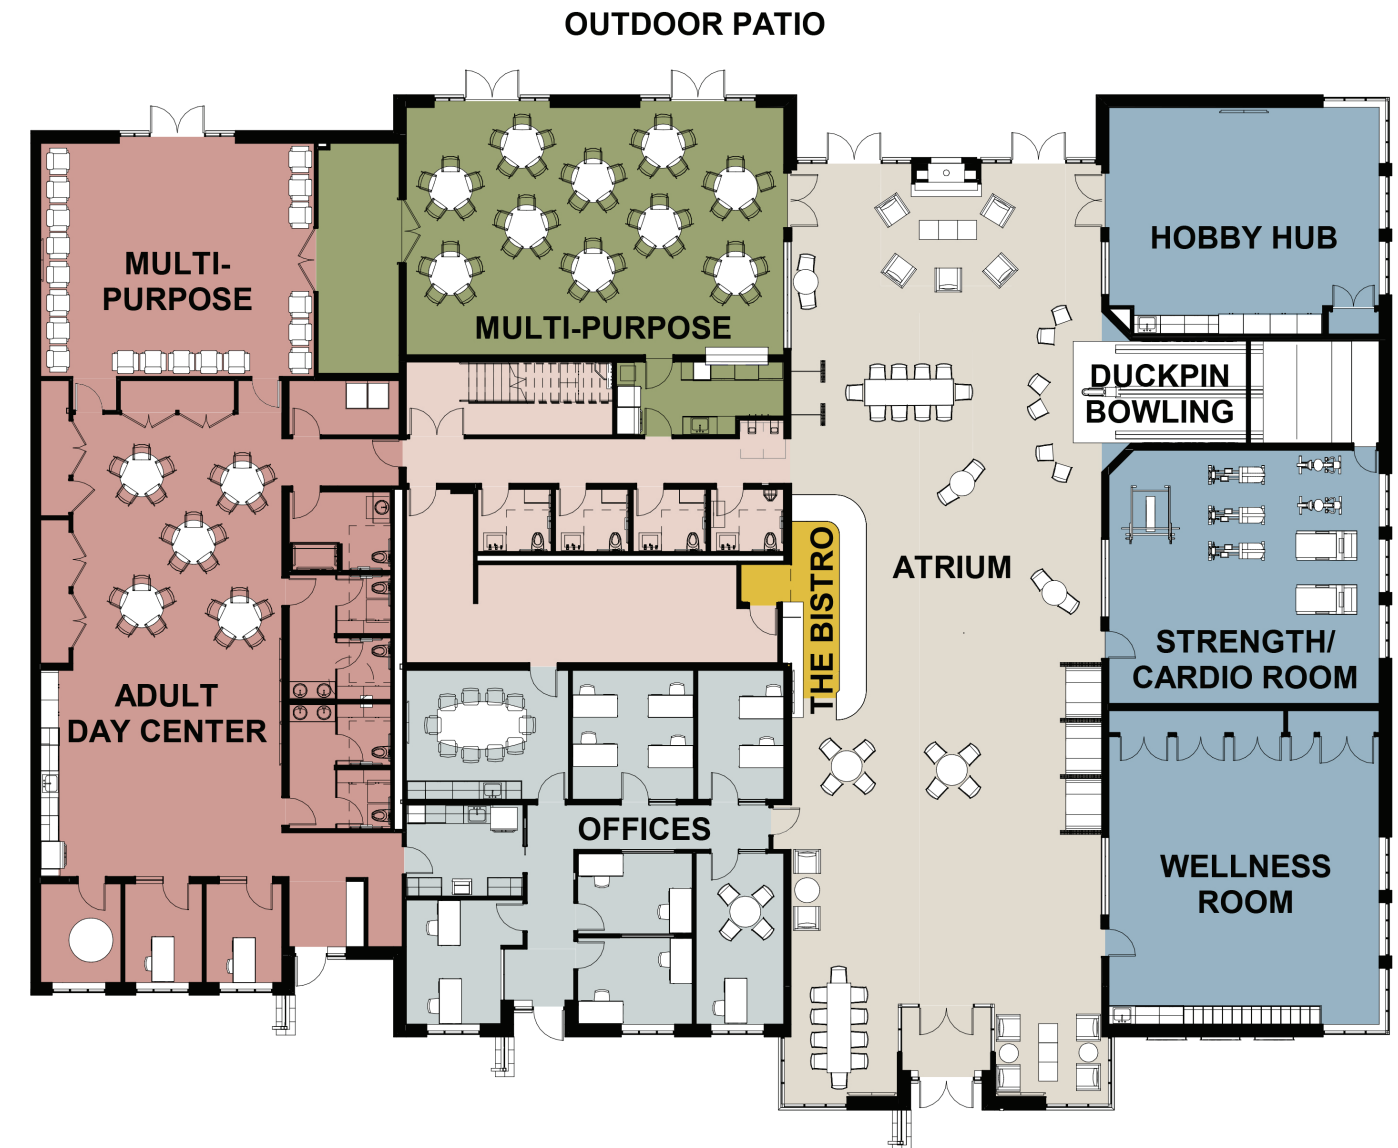 OUTDOOR PATIO
MULTI-
PURPOSE
MULTI-PURPOSE
HOBBY HUB
DUCKPIN
BOWLING
THE BISTRO
ATRIUM
STRENGTH/
CARDIO ROOM
ADULT
DAY CENTER
OFFICES
WELLNESS
ROOM